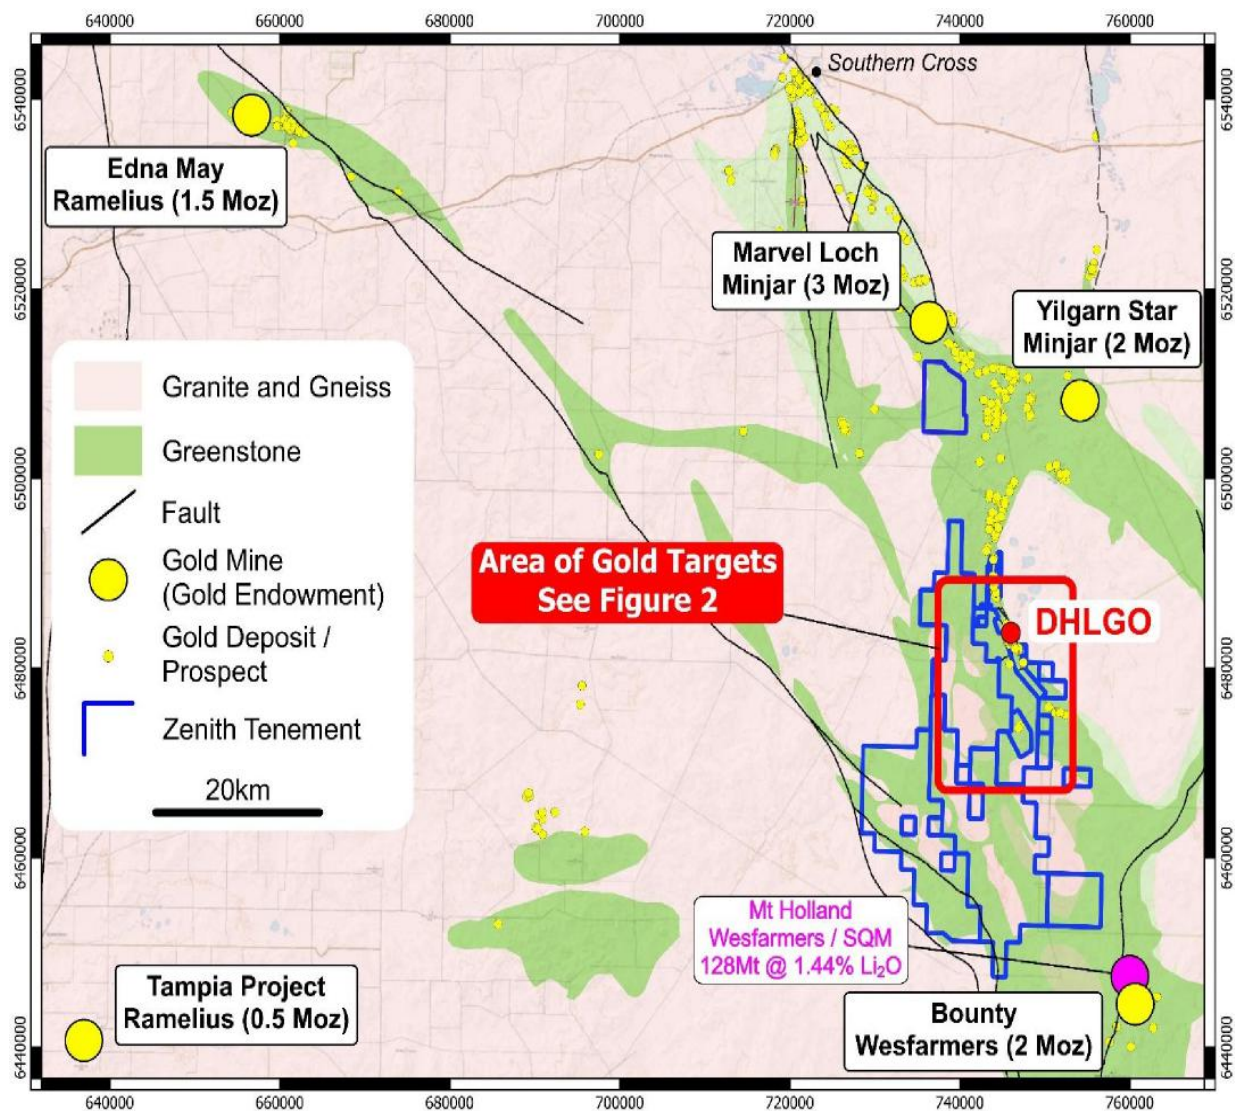 640000 660000 680000 700000 720000 740000 760000
Southern Cross
6540000
6540000
Edna May
Ramelius (1.5 Moz)
Marvel Loch
Minjar (3 Moz)
6520000
6520000
Yilgarn Star
Minjar (2 Moz)
Granite and Gneiss
Greenstone
Fault
Gold Mine
(Gold Endowment)
Gold Deposit /
Prospect
Zenith Tenement
20km
6500000
6500000
Area of Gold Targets
See Figure 2
DHLGO
6480000
6480000
6460000
6460000
Mt Holland
Wesfarmers / SQM
128Mt @ 1.44% Li₂O
Tampia Project
Ramelius (0.5 Moz)
Bounty
Wesfarmers (2 Moz)
6440000
6440000
640000 660000 680000 700000 720000 740000 760000